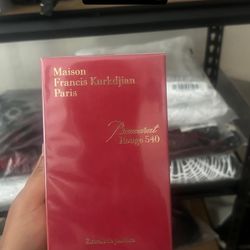 Maison
Francis Kurkdjian
Paris
Baccarat
Rouge 540
Extrait de parfum